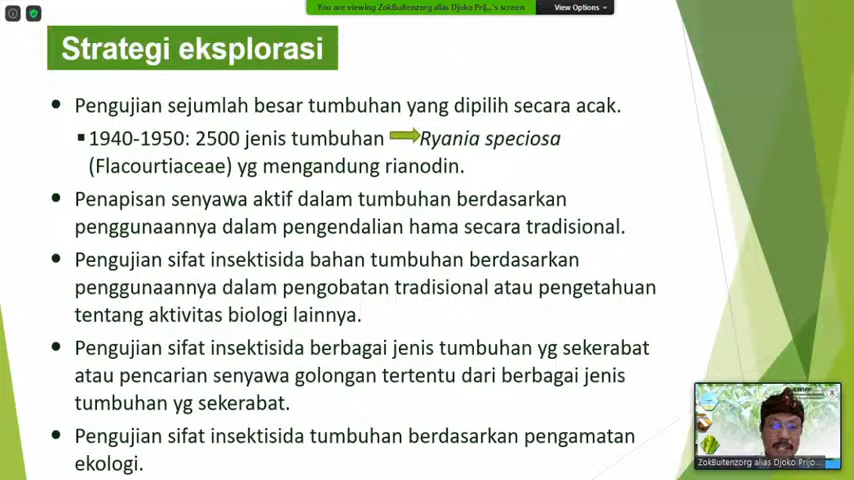 You are viewing ZokBuitenzorg alias Djoko Prij...'s screen
View Options
Strategi eksplorasi
Pengujian sejumlah besar tumbuhan yang dipilih secara acak.
1940-1950: 2500 jenis tumbuhan Ryania speciosa
(Flacourtiaceae) yg mengandung rianodin.
Penapisan senyawa aktif dalam tumbuhan berdasarkan
penggunaannya dalam pengendalian hama secara tradisional.
Pengujian sifat insektisida bahan tumbuhan berdasarkan
penggunaannya dalam pengobatan tradisional atau pengetahuan
tentang aktivitas biologi lainnya.
Pengujian sifat insektisida berbagai jenis tumbuhan yg sekerabat
atau pencarian senyawa golongan tertentu dari berbagai jenis
tumbuhan yg sekerabat.
Pengujian sifat insektisida tumbuhan berdasarkan pengamatan
ekologi.
ZokBuitenzorg alias Djoko Prijo...